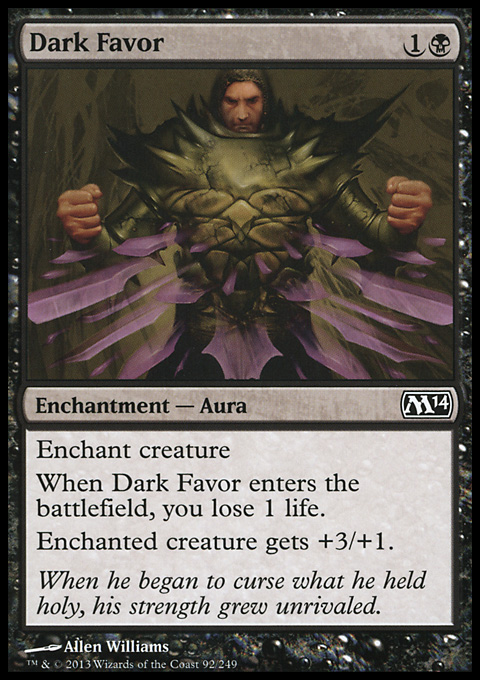 Dark Favor 1
Enchantment — Aura M14
Enchant creature
When Dark Favor enters the
battlefield, you lose 1 life.
Enchanted creature gets +3/+1.
When he began to curse what he held
holy, his strength grew unrivaled.
Allen Williams
™ & © 2013 Wizards of the Coast 92/249